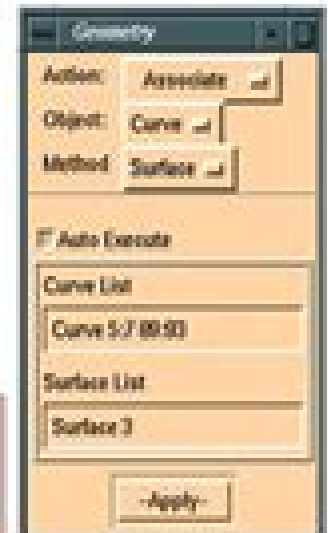 Geometry
Action: Associate
Object: Curve
Method Surface
Auto Execute
Curve List
Curve 5:7
Surface List
Surface 3
-Apply-